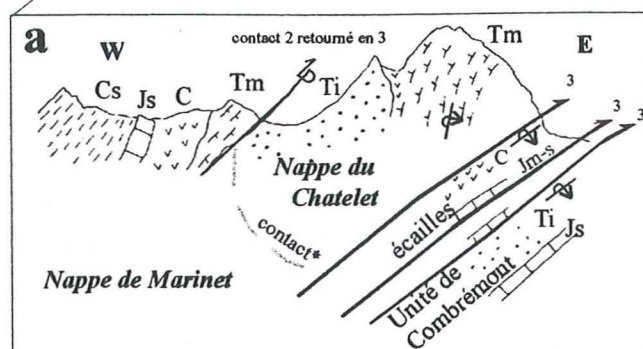 a
W
E
contact 2 retourné en 3
Cs
Js
C
Tm
Ti
Tm
3
3
3
Nappe du
Chatelet
C
Jm-s
écailles
contact*
Ti
Js
Nappe de Marinet
Unité de
Combrémont